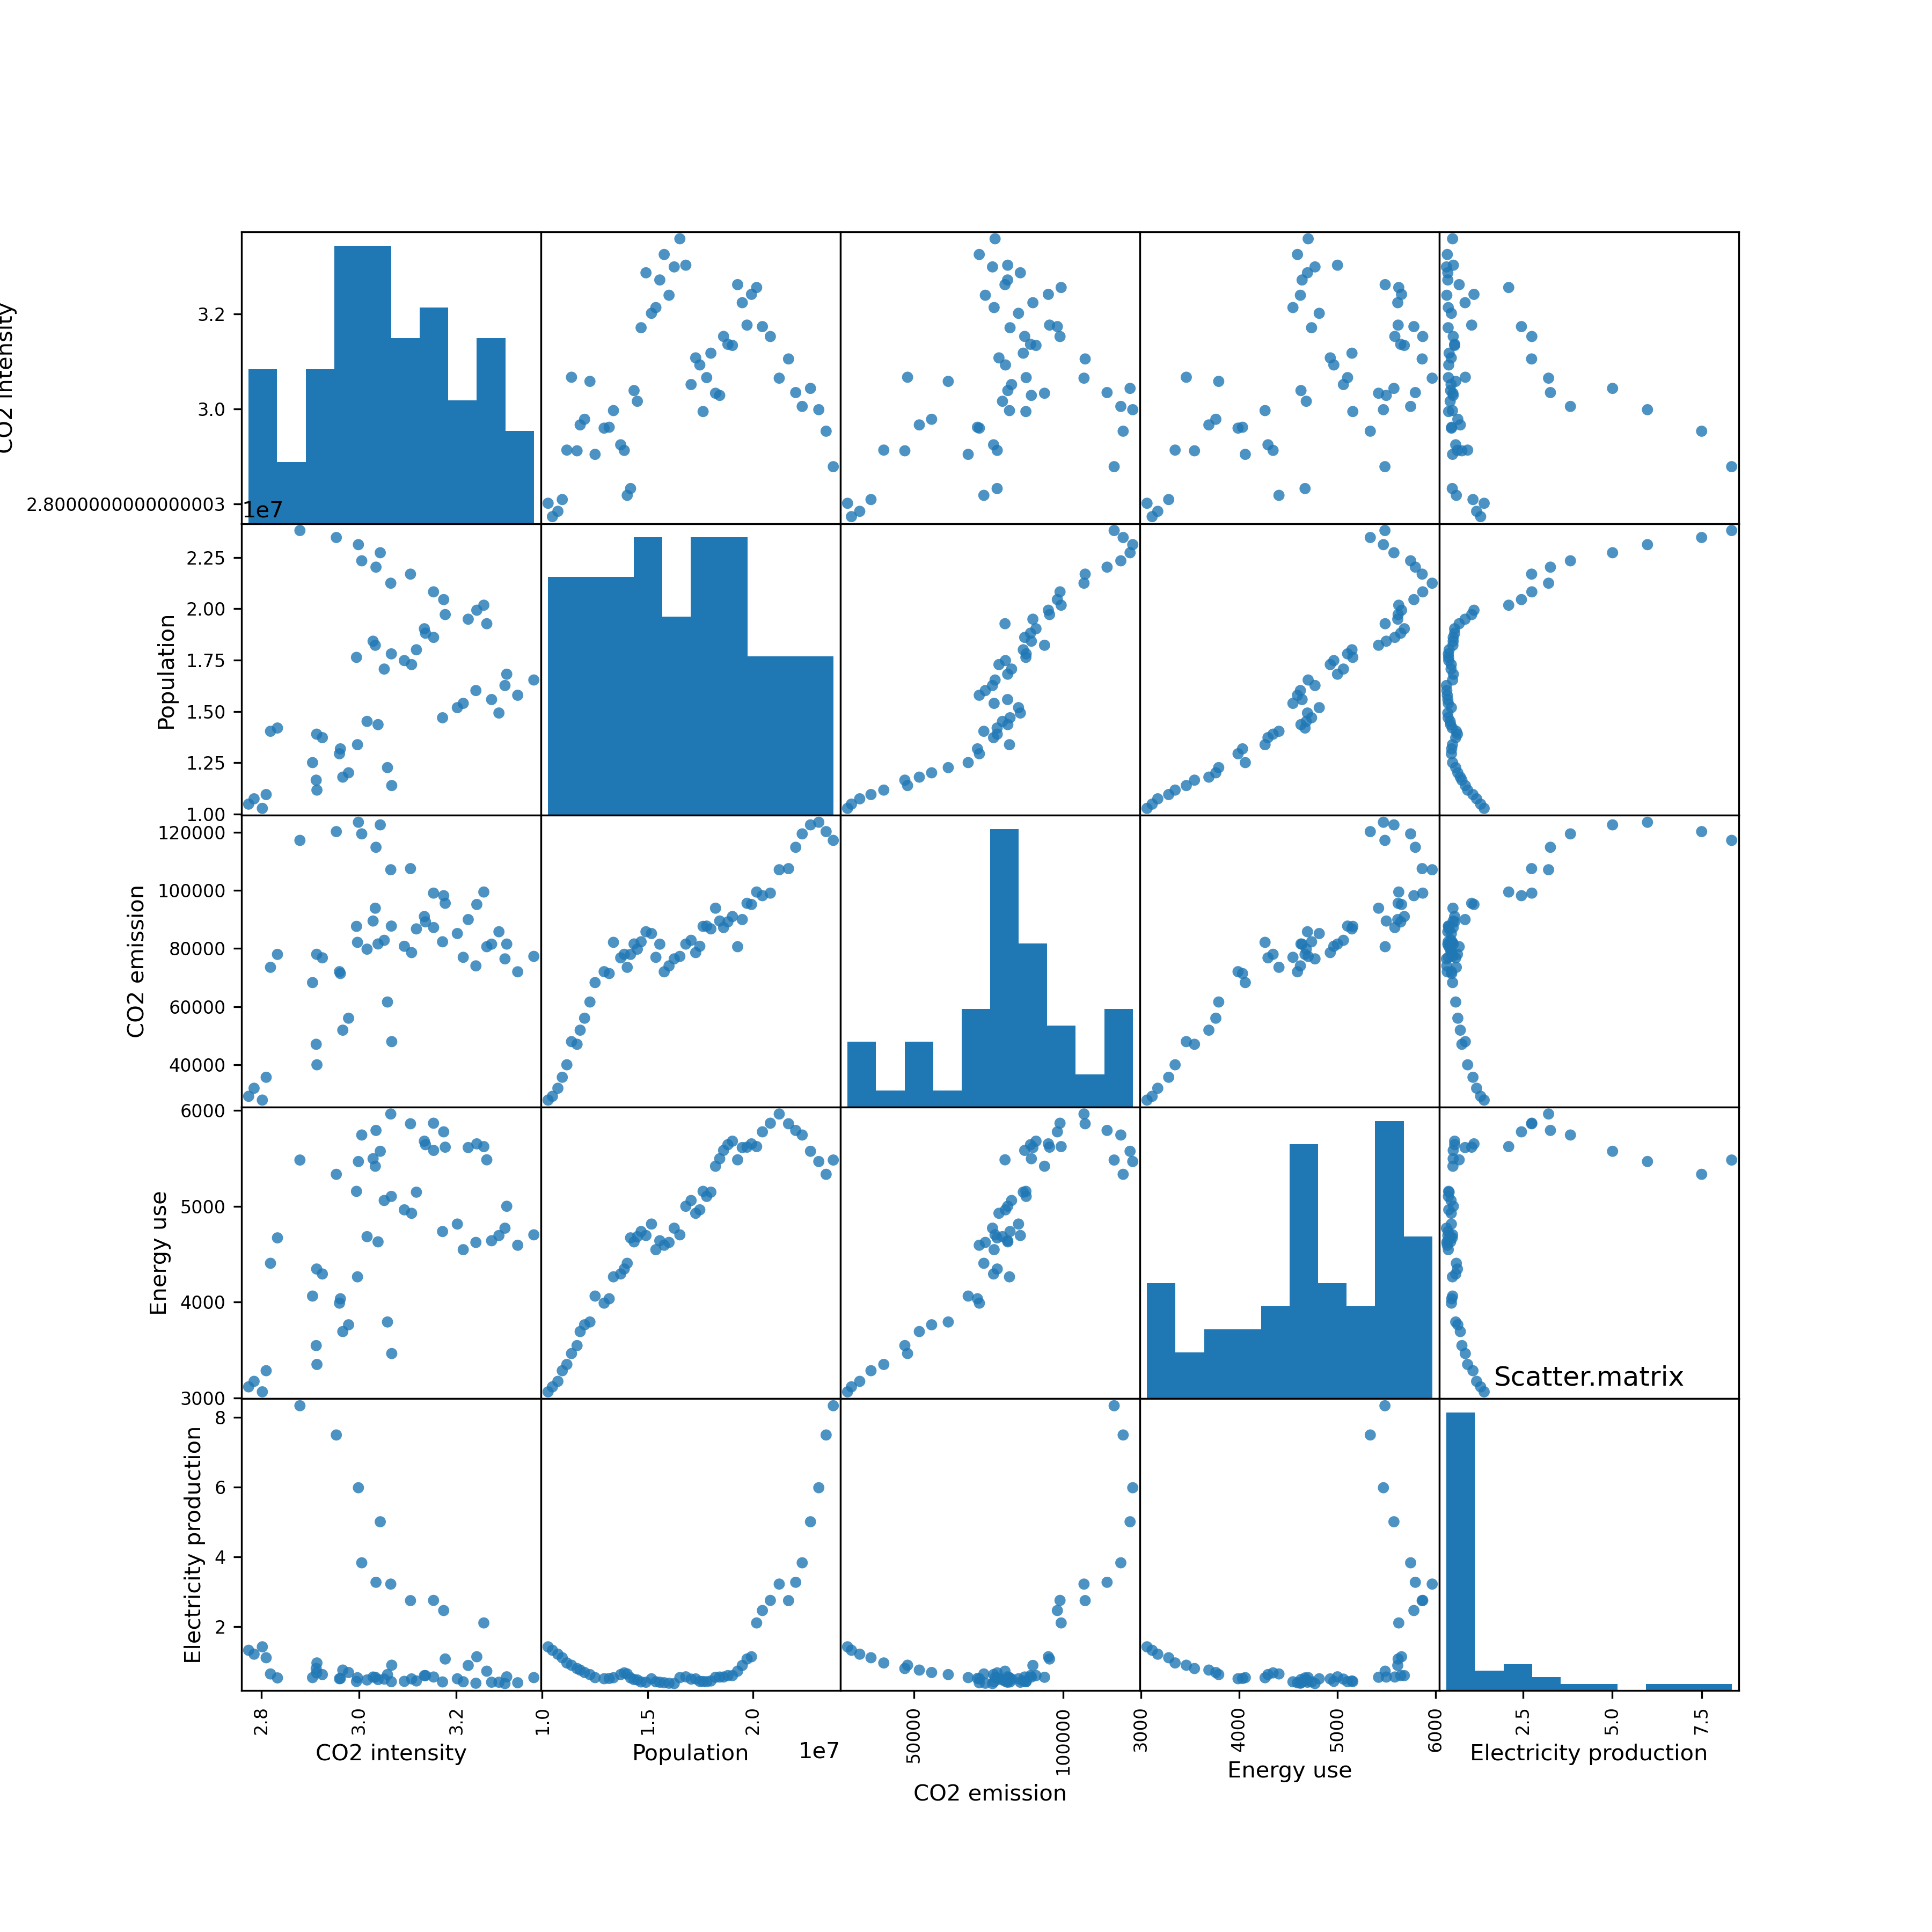 CO2 intensity
3.2
3.0
2.8000000000000003
1e7
Population
2.25
2.00
1.75
1.50
1.25
1.00
CO2 emission
120000
100000
80000
60000
40000
Energy use
6000
5000
4000
3000
Scatter.matrix
Electricity production
8
6
4
2
2.8
3.0
3.2
1.0
1.5
2.0
50000
100000
3000
4000
5000
6000
2.5
5.0
7.5
CO2 intensity
Population
1e7
CO2 emission
Energy use
Electricity production